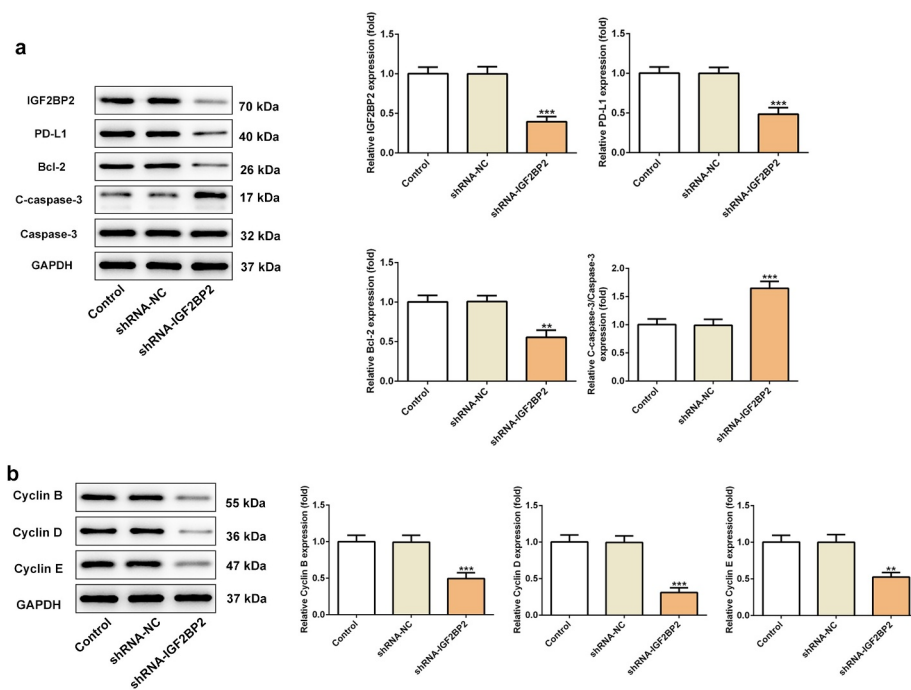 a
IGF2BP2 70 kDa
PD-L1 40 kDa
Bcl-2 26 kDa
C-caspase-3 17 kDa
Caspase-3 32 kDa
GAPDH 37 kDa
Control shRNA-NC shRNA-IGF2BP2
Relative IGF2BP2 expression (fold)
1.5
1.0
0.5
0.0
***
Control shRNA-NC shRNA-IGF2BP2
Relative PD-L1 expression (fold)
1.5
1.0
0.5
0.0
***
Control shRNA-NC shRNA-IGF2BP2
Relative Bcl-2 expression (fold)
1.5
1.0
0.5
0.0
**
Control shRNA-NC shRNA-IGF2BP2
Relative C-caspase-3/Caspase-3
expression (fold)
2.0
1.5
1.0
0.5
0.0
***
Control shRNA-NC shRNA-IGF2BP2
b
Cyclin B 55 kDa
Cyclin D 36 kDa
Cyclin E 47 kDa
GAPDH 37 kDa
Control shRNA-NC shRNA-IGF2BP2
Relative Cyclin B expression (fold)
1.5
1.0
0.5
0.0
***
Control shRNA-NC shRNA-IGF2BP2
Relative Cyclin D expression (fold)
1.5
1.0
0.5
0.0
***
Control shRNA-NC shRNA-IGF2BP2
Relative Cyclin E expression (fold)
1.5
1.0
0.5
0.0
**
Control shRNA-NC shRNA-IGF2BP2